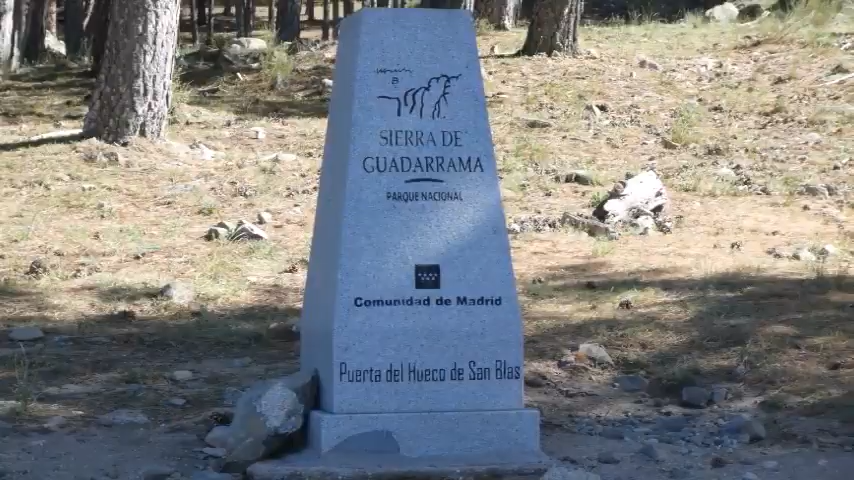 SIERRA DE
GUADARRAMA
PARQUE NACIONAL
Comunidad de Madrid
Puerta del Hueco de San Blas